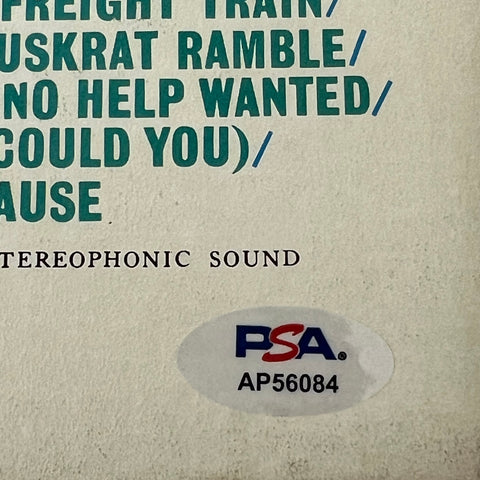 FREIGHT TRAIN/
USKRAT RAMBLE/
NO HELP WANTED/
COULD YOU)/
AUSE
TEREOPHONIC SOUND
PSA®
AP56084